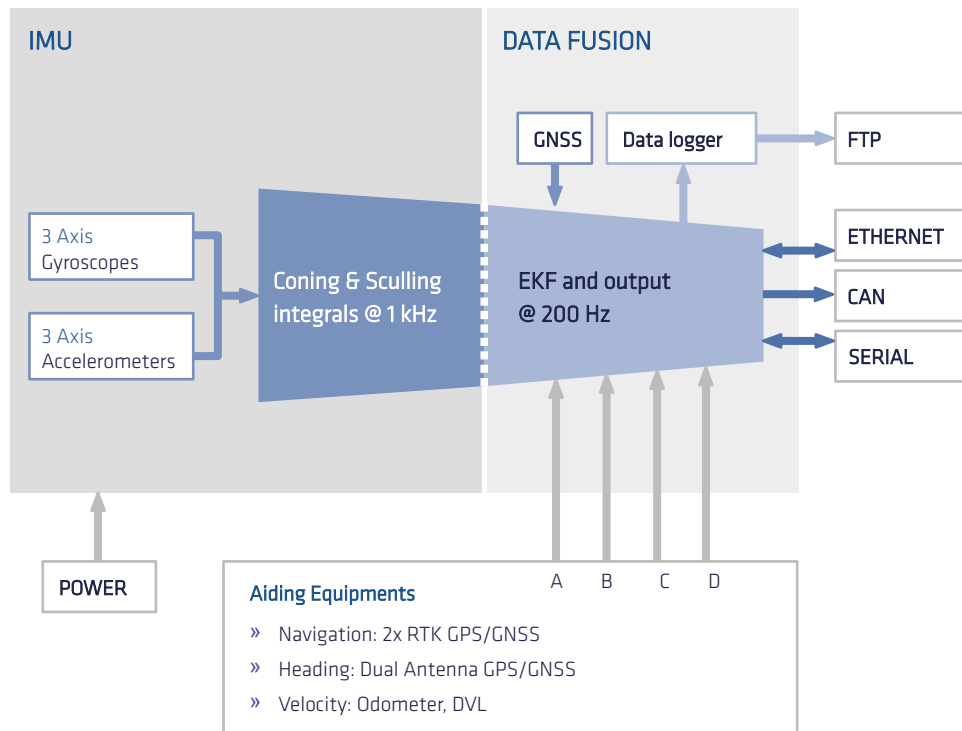 IMU
DATA FUSION
GNSS
Data logger
FTP
3 Axis
Gyroscopes
3 Axis
Accelerometers
Coning & Sculling
integrals @ 1 kHz
EKF and output
@ 200 Hz
ETHERNET
CAN
SERIAL
POWER
A B C D
Aiding Equipments
» Navigation: 2x RTK GPS/GNSS
» Heading: Dual Antenna GPS/GNSS
» Velocity: Odometer, DVL